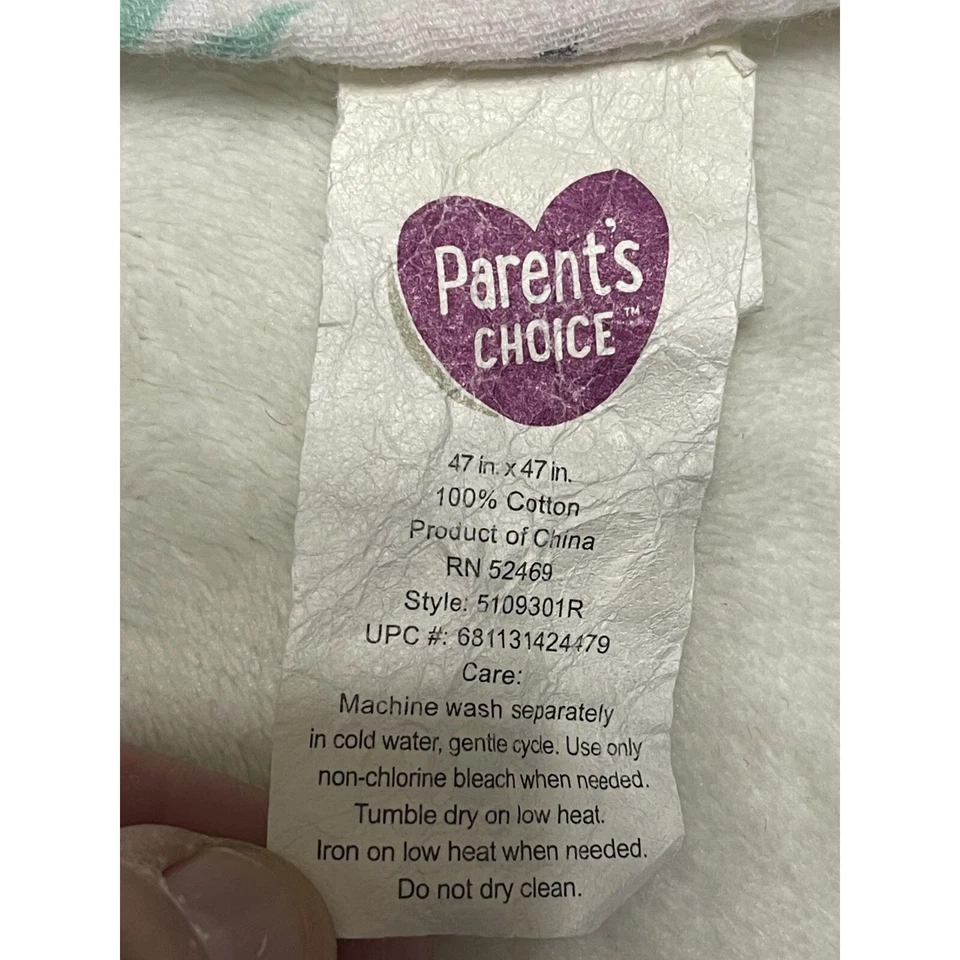 Parent's
CHOICE™
47 in. x 47 in.
100% Cotton
Product of China
RN 52469
Style: 5109301R
UPC #: 681131424479
Care:
Machine wash separately
in cold water, gentle cycle. Use only
non-chlorine bleach when needed.
Tumble dry on low heat.
Iron on low heat when needed.
Do not dry clean.